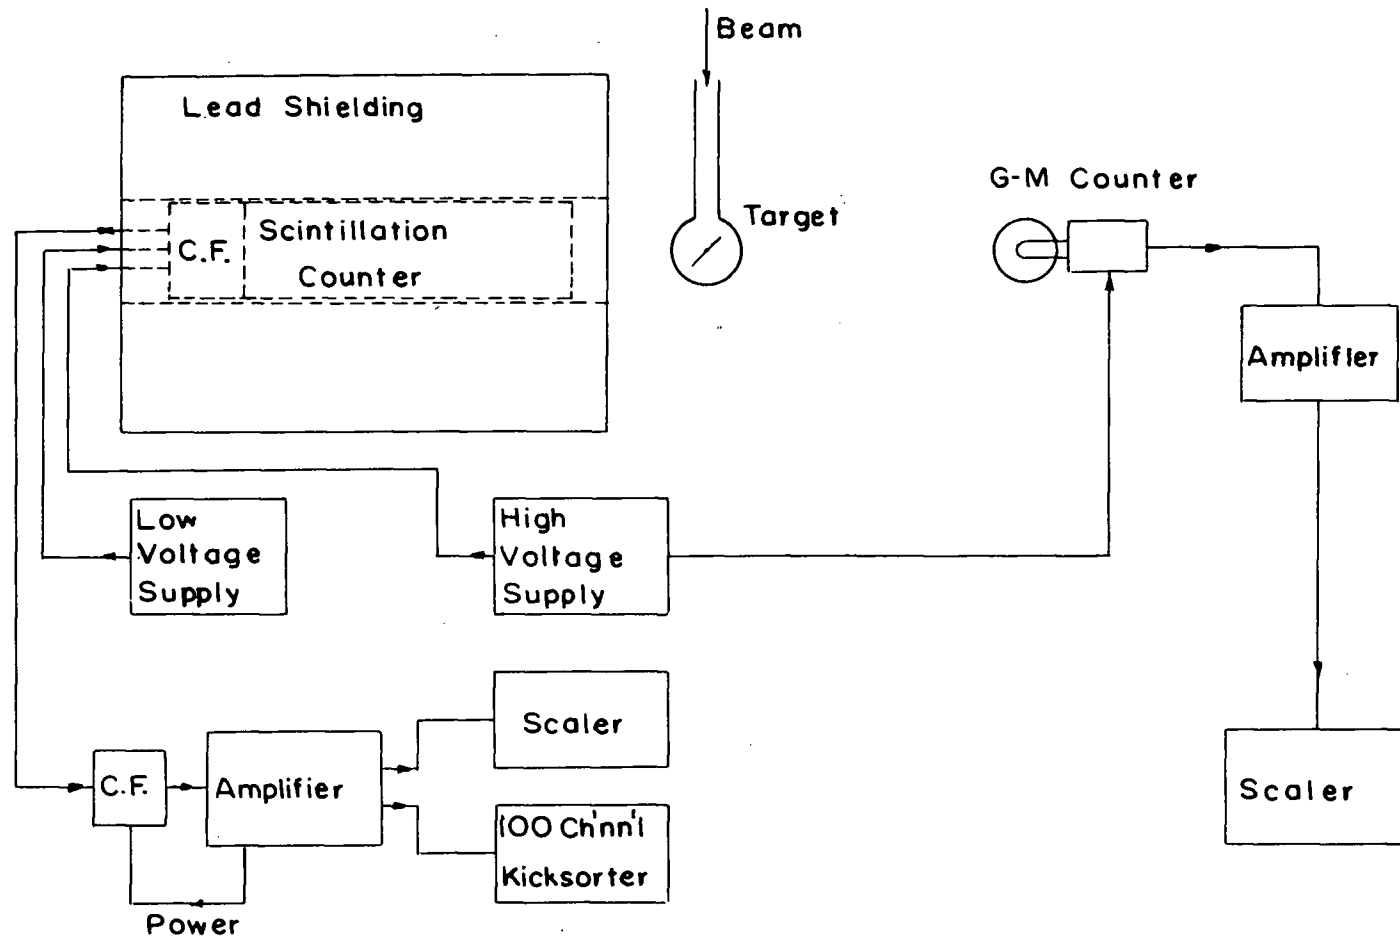 Beam
Lead Shielding
G-M Counter
Target
C.F.
Scintillation
Counter
Amplifier
Low
Voltage
Supply
High
Voltage
Supply
Scaler
C.F.
Amplifier
Scaler
100 Ch'nn'l
Kicksorter
Power